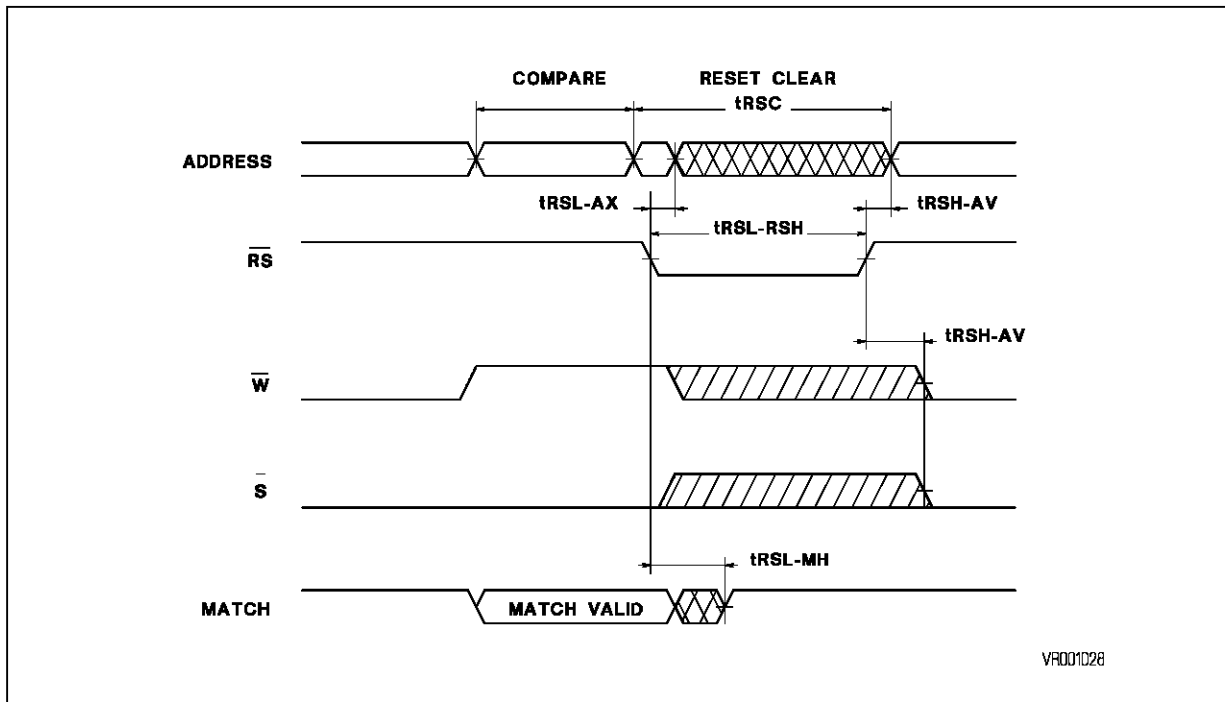 COMPARE
RESET CLEAR
tRSC
ADDRESS
tRSL-AX
tRSH-AV
tRSL-RSH
RS
tRSH-AV
W
S
tRSL-MH
MATCH
MATCH VALID
VR001D28